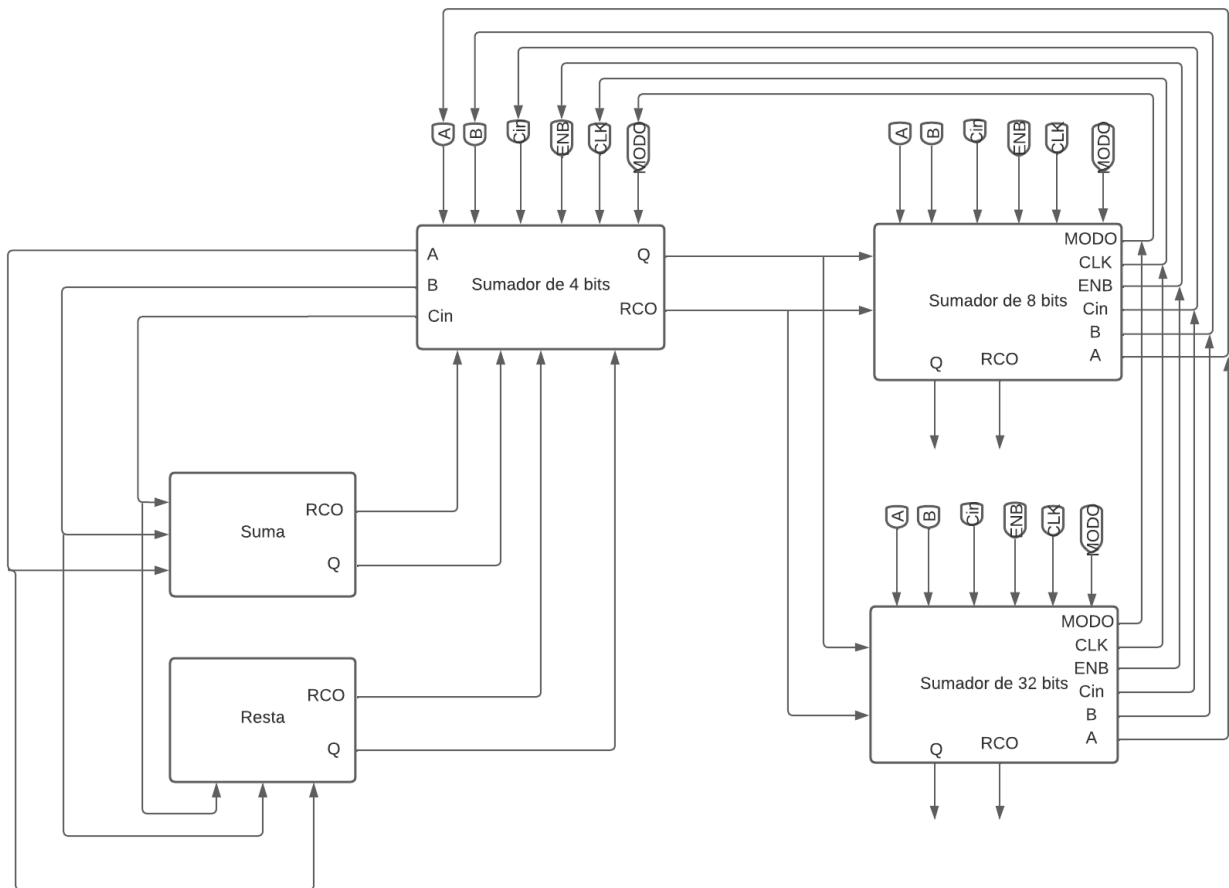 A
B
Cin
ENB
CLK
MODO
A
B
Cin
ENB
CLK
MODO
A
B
Cin
Sumador de 4 bits
Q
RCO
Sumador de 8 bits
MODO
CLK
ENB
Cin
B
A
Q
RCO
Suma
RCO
Q
Resta
RCO
Q
A
B
Cin
ENB
CLK
MODO
Sumador de 32 bits
MODO
CLK
ENB
Cin
B
A
Q
RCO